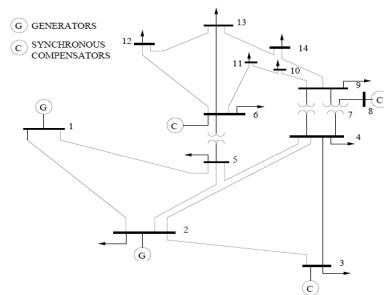 G GENERATORS
C SYNCHRONOUS
COMPENSATORS
13
12
14
11
10
9
C
8
7
G
1
C
6
4
5
2
G
3
C